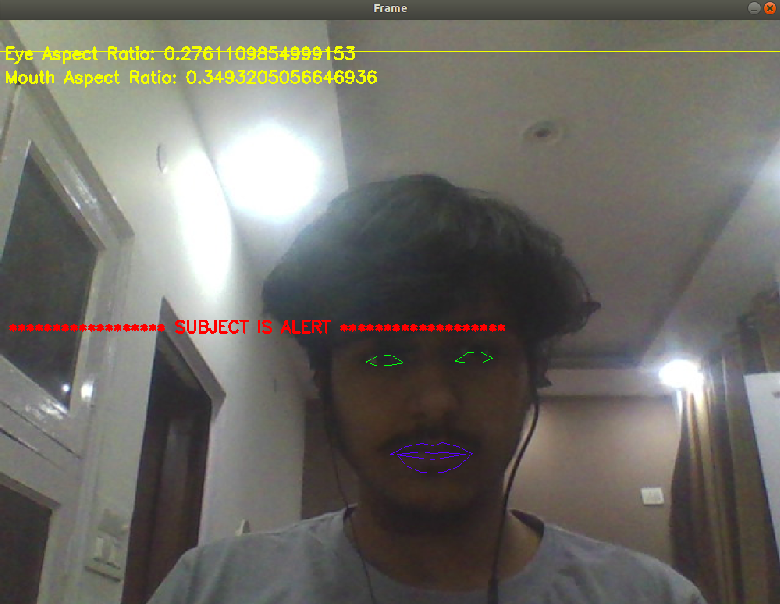 Frame
Eye Aspect Ratio: 0.2761109854999153
Mouth Aspect Ratio: 0.3493205056646936
****************** SUBJECT IS ALERT *******************